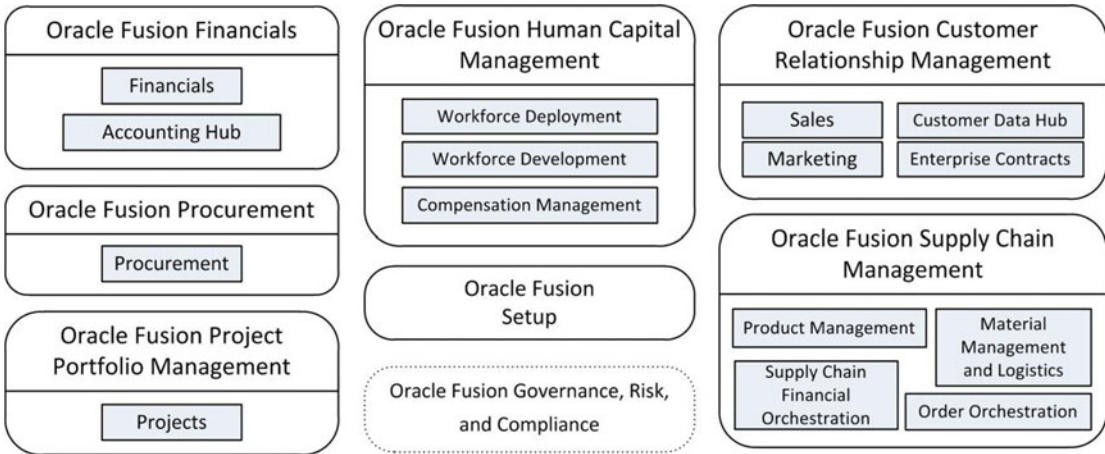 Oracle Fusion Financials
Financials
Accounting Hub
Oracle Fusion Procurement
Procurement
Oracle Fusion Project
Portfolio Management
Projects
Oracle Fusion Human Capital
Management
Workforce Deployment
Workforce Development
Compensation Management
Oracle Fusion
Setup
Oracle Fusion Governance, Risk,
and Compliance
Oracle Fusion Customer
Relationship Management
Sales
Customer Data Hub
Marketing
Enterprise Contracts
Oracle Fusion Supply Chain
Management
Product Management
Material
Management
and Logistics
Supply Chain
Financial
Orchestration
Order Orchestration